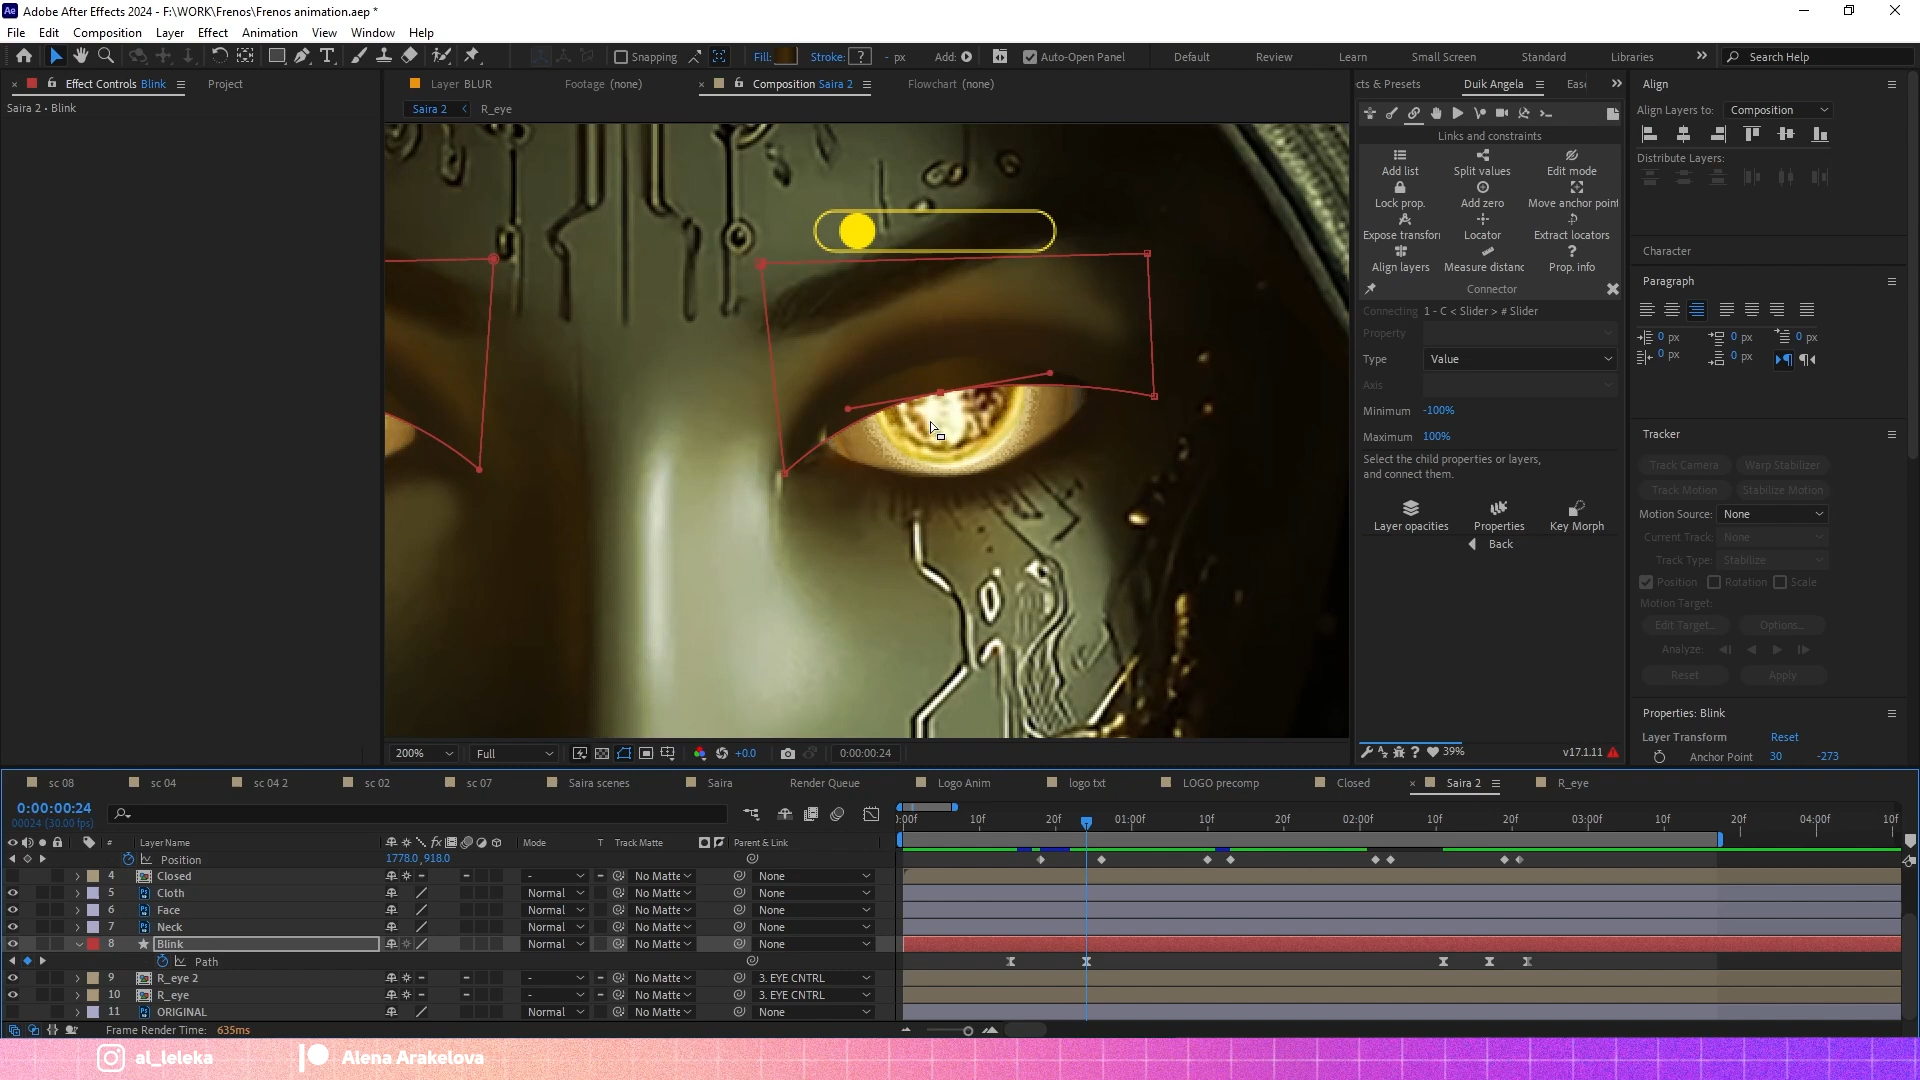 Adobe After Effects 2024 - F:\WORK\Frenos\Frenos animation.aep *
File Edit Composition Layer Effect Animation View Window Help
Snapping Fill: Stroke: ? - px Add: Auto-Open Panel Default Review Learn Small Screen Standard Libraries Search Help
Effect Controls Blink Project
Saira 2 • Blink
Layer BLUR Footage (none) Composition Saira 2 Flowchart (none)
Saira 2 R_eye
cts & Presets Duik Angela Ease
Links and constraints
Add list Split values Edit mode
Lock prop. Add zero Move anchor point
Expose transfor Locator Extract locators
Align layers Measure distanc Prop. info
Connector
Connecting 1 - C < Slider > # Slider
Property
Type Value
Axis
Minimum -100%
Maximum 100%
Select the child properties or layers,
and connect them.
Layer opacities Properties Key Morph
Back
39% v17.1.11
Align
Align Layers to: Composition
Distribute Layers:
Character
Paragraph
0 px 0 px 0 px
0 px 0 px
Tracker
Track Camera Warp Stabilizer
Track Motion Stabilize Motion
Motion Source: None
Current Track: None
Track Type: Stabilize
Position Rotation Scale
Motion Target:
Edit Target... Options...
Analyze:
Reset Apply
Properties: Blink
Layer Transform Reset
Anchor Point 30 -273
200% Full +0.0 0:00:00:24
sc 08 sc 04 sc 04 2 sc 02 sc 07 Saira scenes Saira Render Queue Logo Anim logo txt LOGO precomp Closed Saira 2 R_eye
0:00:00:24
00024 (30.00 fps)
0:00f 10f 20f 01:00f 10f 20f 02:00f 10f 20f 03:00f 10f 20f 04:00f 10f
# Layer Name Mode T Track Matte Parent & Link
Position 1778.0,918.0
4 Closed - No Matte None
5 Cloth Normal No Matte None
6 Face Normal No Matte None
7 Neck Normal No Matte None
8 Blink Normal No Matte None
Path
9 R_eye 2 - No Matte 3. EYE CNTRL
10 R_eye - No Matte 3. EYE CNTRL
11 ORIGINAL Normal No Matte None
Frame Render Time: 635ms
al_leleka Alena Arakelova